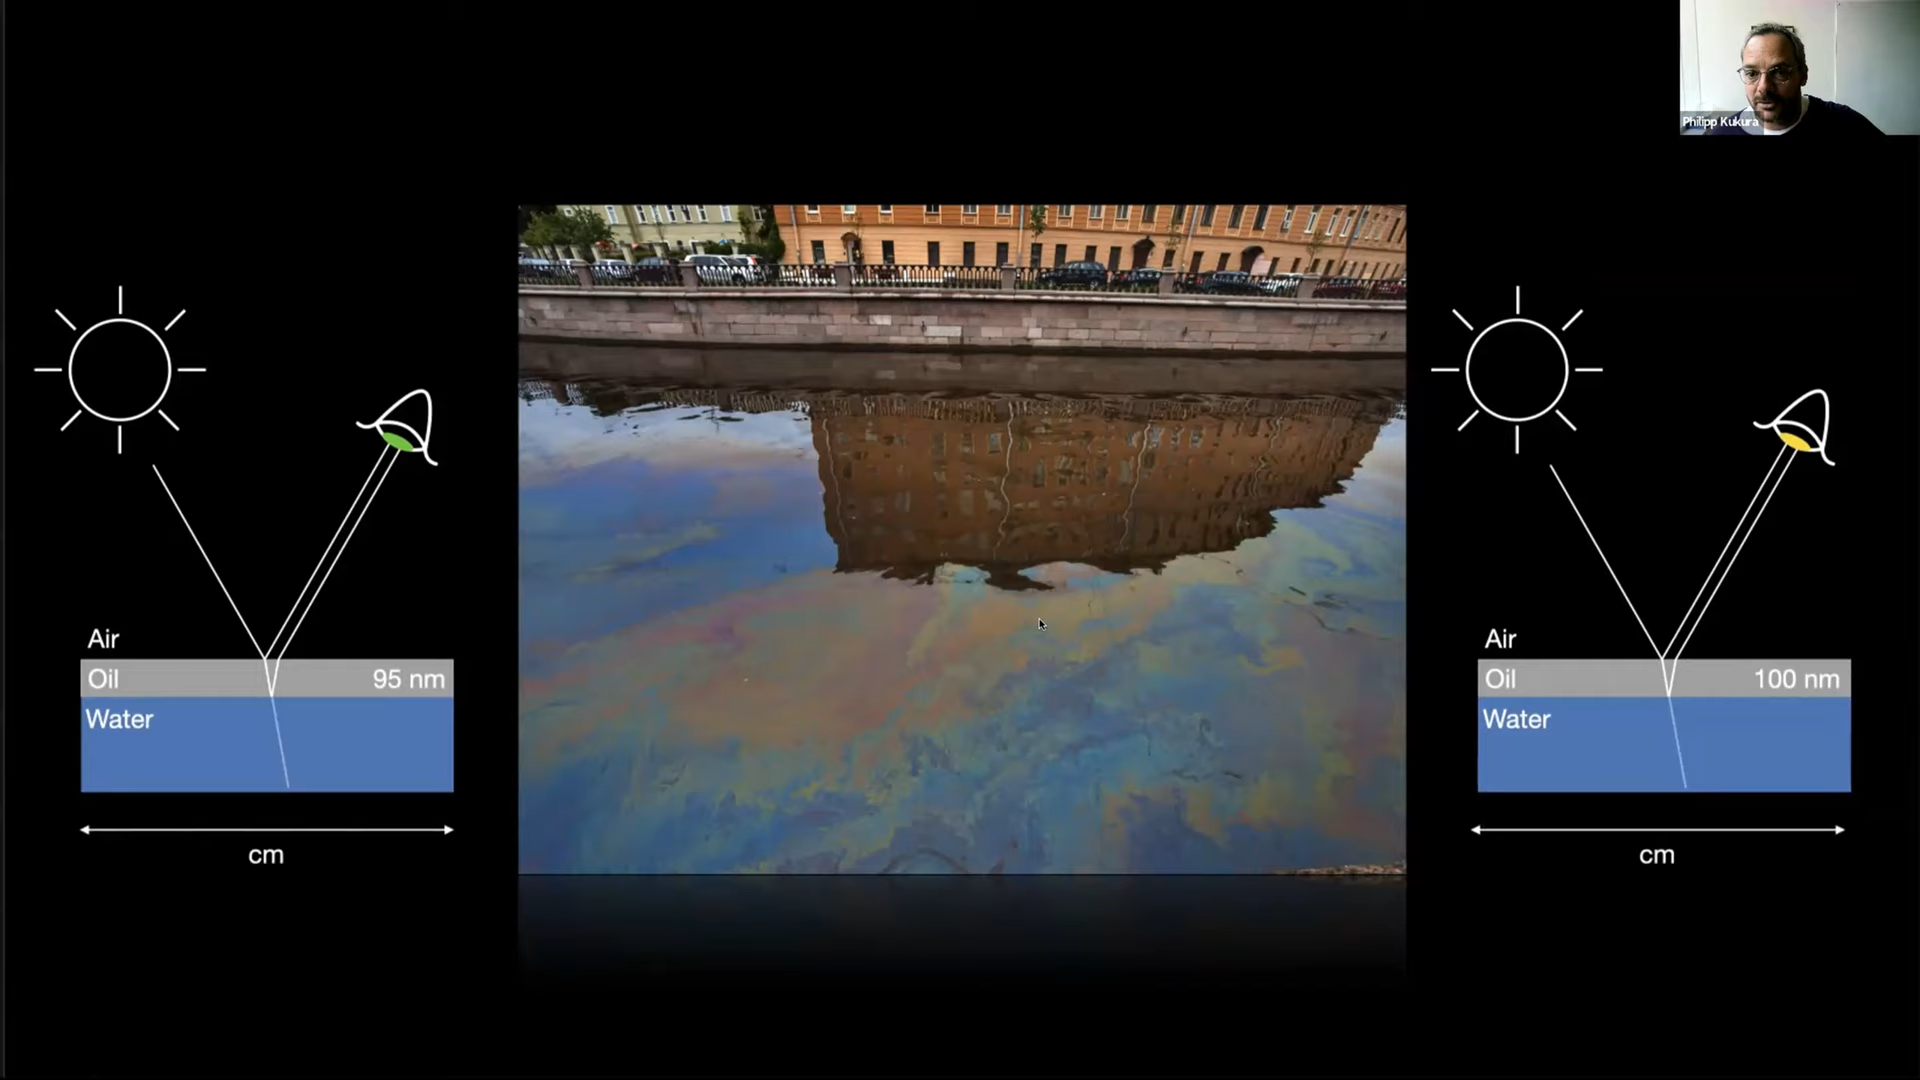 Philipp Kukura
Air
Oil 95 nm
Water
cm
Air
Oil 100 nm
Water
cm